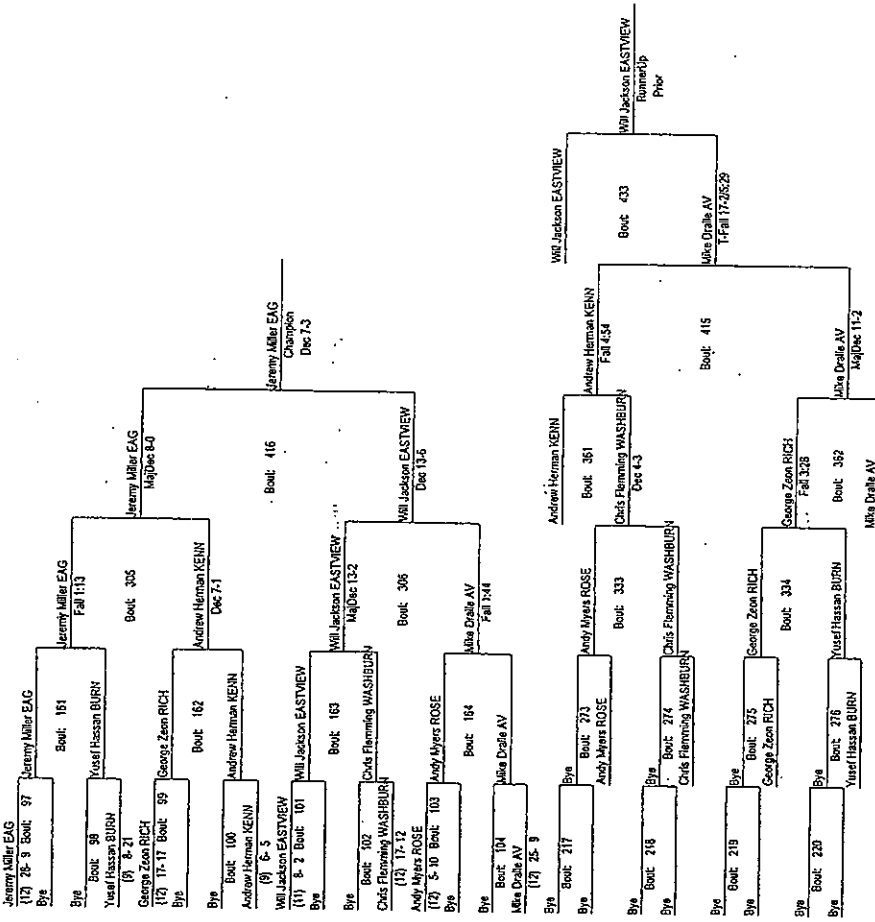 Jeremy Miller EAG
(12) 28- 9 Bout: 97
Bye
Jeremy Miller EAG
Bout: 161
Bye
Bout: 98
Yusef Hassan BURN
(9) 8- 21
Yusef Hassan BURN
Jeremy Miller EAG
Fall 1:13
Bout: 305
George Zeon RICH
(12) 17- 17 Bout: 99
Bye
George Zeon RICH
Bout: 162
Bye
Bout: 100
Andrew Herman KENN
(9) 6- 5
Andrew Herman KENN
Andrew Herman KENN
Dec 7-1
Jeremy Miller EAG
MajDec 8-0
Bout: 416
Will Jackson EASTVIEW
(11) 8- 2 Bout: 101
Bye
Will Jackson EASTVIEW
Bout: 163
Bye
Bout: 102
Chris Flemming WASHBURN
(12) 17- 12
Chris Flemming WASHBURN
Will Jackson EASTVIEW
MajDec 13-2
Bout: 306
Andy Myers ROSE
(12) 5- 10 Bout: 103
Bye
Andy Myers ROSE
Bout: 164
Bye
Bout: 104
Mike Dralle AV
(12) 25- 9
Mike Dralle AV
Mike Dralle AV
Fall 1:44
Will Jackson EASTVIEW
Dec 13-6
Jeremy Miller EAG
Champion
Dec 7-3
Bye
Bout: 217
Bye
Bye
Bout: 273
Andy Myers ROSE
Andy Myers ROSE
Bout: 333
Bye
Bout: 218
Bye
Bye
Bout: 274
Chris Flemming WASHBURN
Chris Flemming WASHBURN
Andrew Herman KENN
Bout: 361
Chris Flemming WASHBURN
Dec 4-3
Andrew Herman KENN
Fall 4:54
Bout: 415
Bye
Bout: 219
Bye
Bye
Bout: 275
George Zeon RICH
George Zeon RICH
Bout: 334
Bye
Bout: 220
Bye
Bye
Bout: 276
Yusef Hassan BURN
Yusef Hassan BURN
George Zeon RICH
Fall 3:28
Bout: 362
Mike Dralle AV
Mike Dralle AV
MajDec 11-2
Will Jackson EASTVIEW
Bout: 433
Mike Dralle AV
T-Fall 17-2/5:29
Will Jackson EASTVIEW
RunnerUp
Prior